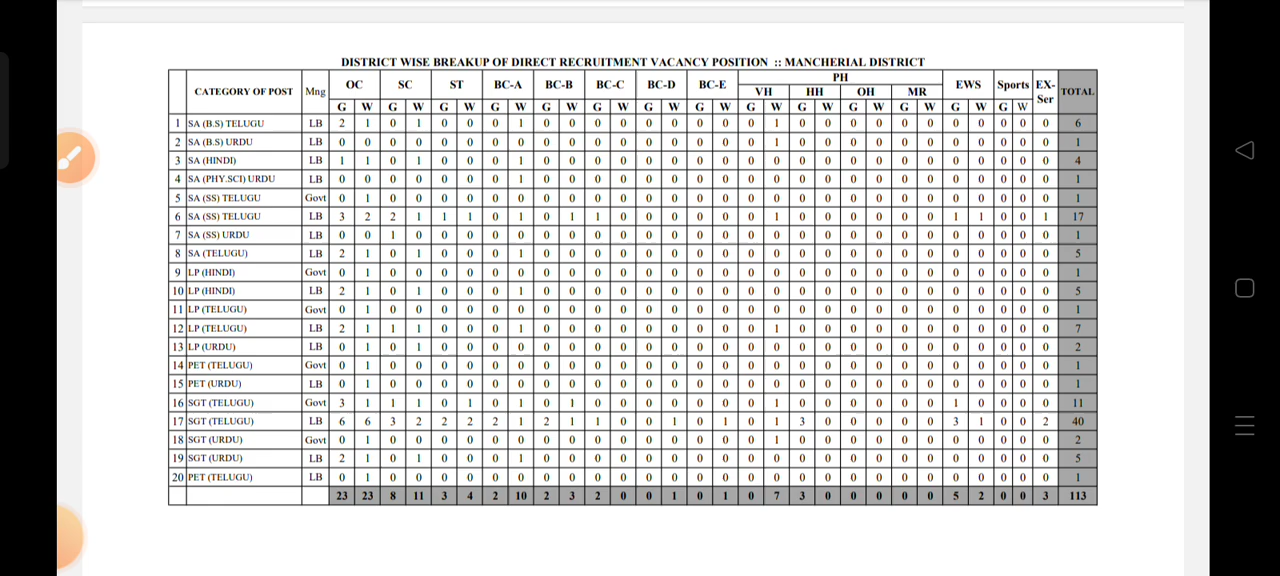 DISTRICT WISE BREAKUP OF DIRECT RECRUITMENT VACANCY POSITION :: MANCHERIAL DISTRICT
CATEGORY OF POST Mng OC SC ST BC-A BC-B BC-C BC-D BC-E PH EWS Sports EX-Ser TOTAL
VH HH OH MR
G W G W G W G W G W G W G W G W G W G W G W G W G W G W
1 SA (B.S) TELUGU LB 2 1 0 1 0 0 0 1 0 0 0 0 0 0 0 0 0 1 0 0 0 0 0 0 0 0 0 0 0 6
2 SA (B.S) URDU LB 0 0 0 0 0 0 0 0 0 0 0 0 0 0 0 0 0 1 0 0 0 0 0 0 0 0 0 0 0 1
3 SA (HINDI) LB 1 1 0 1 0 0 0 1 0 0 0 0 0 0 0 0 0 0 0 0 0 0 0 0 0 0 0 0 0 4
4 SA (PHY.SCI) URDU LB 0 0 0 0 0 0 0 1 0 0 0 0 0 0 0 0 0 0 0 0 0 0 0 0 0 0 0 0 0 1
5 SA (SS) TELUGU Govt 0 1 0 0 0 0 0 0 0 0 0 0 0 0 0 0 0 0 0 0 0 0 0 0 0 0 0 0 0 1
6 SA (SS) TELUGU LB 3 2 2 1 1 1 0 1 0 1 1 0 0 0 0 0 0 1 0 0 0 0 0 0 1 1 0 0 1 17
7 SA (SS) URDU LB 0 0 1 0 0 0 0 0 0 0 0 0 0 0 0 0 0 0 0 0 0 0 0 0 0 0 0 0 0 1
8 SA (TELUGU) LB 2 1 0 1 0 0 0 1 0 0 0 0 0 0 0 0 0 0 0 0 0 0 0 0 0 0 0 0 0 5
9 LP (HINDI) Govt 0 1 0 0 0 0 0 0 0 0 0 0 0 0 0 0 0 0 0 0 0 0 0 0 0 0 0 0 0 1
10 LP (HINDI) LB 2 1 0 1 0 0 0 1 0 0 0 0 0 0 0 0 0 0 0 0 0 0 0 0 0 0 0 0 0 5
11 LP (TELUGU) Govt 0 1 0 0 0 0 0 0 0 0 0 0 0 0 0 0 0 0 0 0 0 0 0 0 0 0 0 0 0 1
12 LP (TELUGU) LB 2 1 1 1 0 0 0 1 0 0 0 0 0 0 0 0 0 1 0 0 0 0 0 0 0 0 0 0 0 7
13 LP (URDU) LB 0 1 0 1 0 0 0 0 0 0 0 0 0 0 0 0 0 0 0 0 0 0 0 0 0 0 0 0 0 2
14 PET (TELUGU) Govt 0 1 0 0 0 0 0 0 0 0 0 0 0 0 0 0 0 0 0 0 0 0 0 0 0 0 0 0 0 1
15 PET (URDU) LB 0 1 0 0 0 0 0 0 0 0 0 0 0 0 0 0 0 0 0 0 0 0 0 0 0 0 0 0 0 1
16 SGT (TELUGU) Govt 3 1 1 1 0 1 0 1 0 1 0 0 0 0 0 0 0 1 0 0 0 0 0 0 1 0 0 0 0 11
17 SGT (TELUGU) LB 6 6 3 2 2 2 2 1 2 1 1 0 0 1 0 1 0 1 3 0 0 0 0 0 3 1 0 0 2 40
18 SGT (URDU) Govt 0 1 0 0 0 0 0 0 0 0 0 0 0 0 0 0 0 1 0 0 0 0 0 0 0 0 0 0 0 2
19 SGT (URDU) LB 2 1 0 1 0 0 0 1 0 0 0 0 0 0 0 0 0 0 0 0 0 0 0 0 0 0 0 0 0 5
20 PET (TELUGU) LB 0 1 0 0 0 0 0 0 0 0 0 0 0 0 0 0 0 0 0 0 0 0 0 0 0 0 0 0 0 1
23 23 8 11 3 4 2 10 2 3 2 0 0 1 0 1 0 7 3 0 0 0 0 0 5 2 0 0 3 113